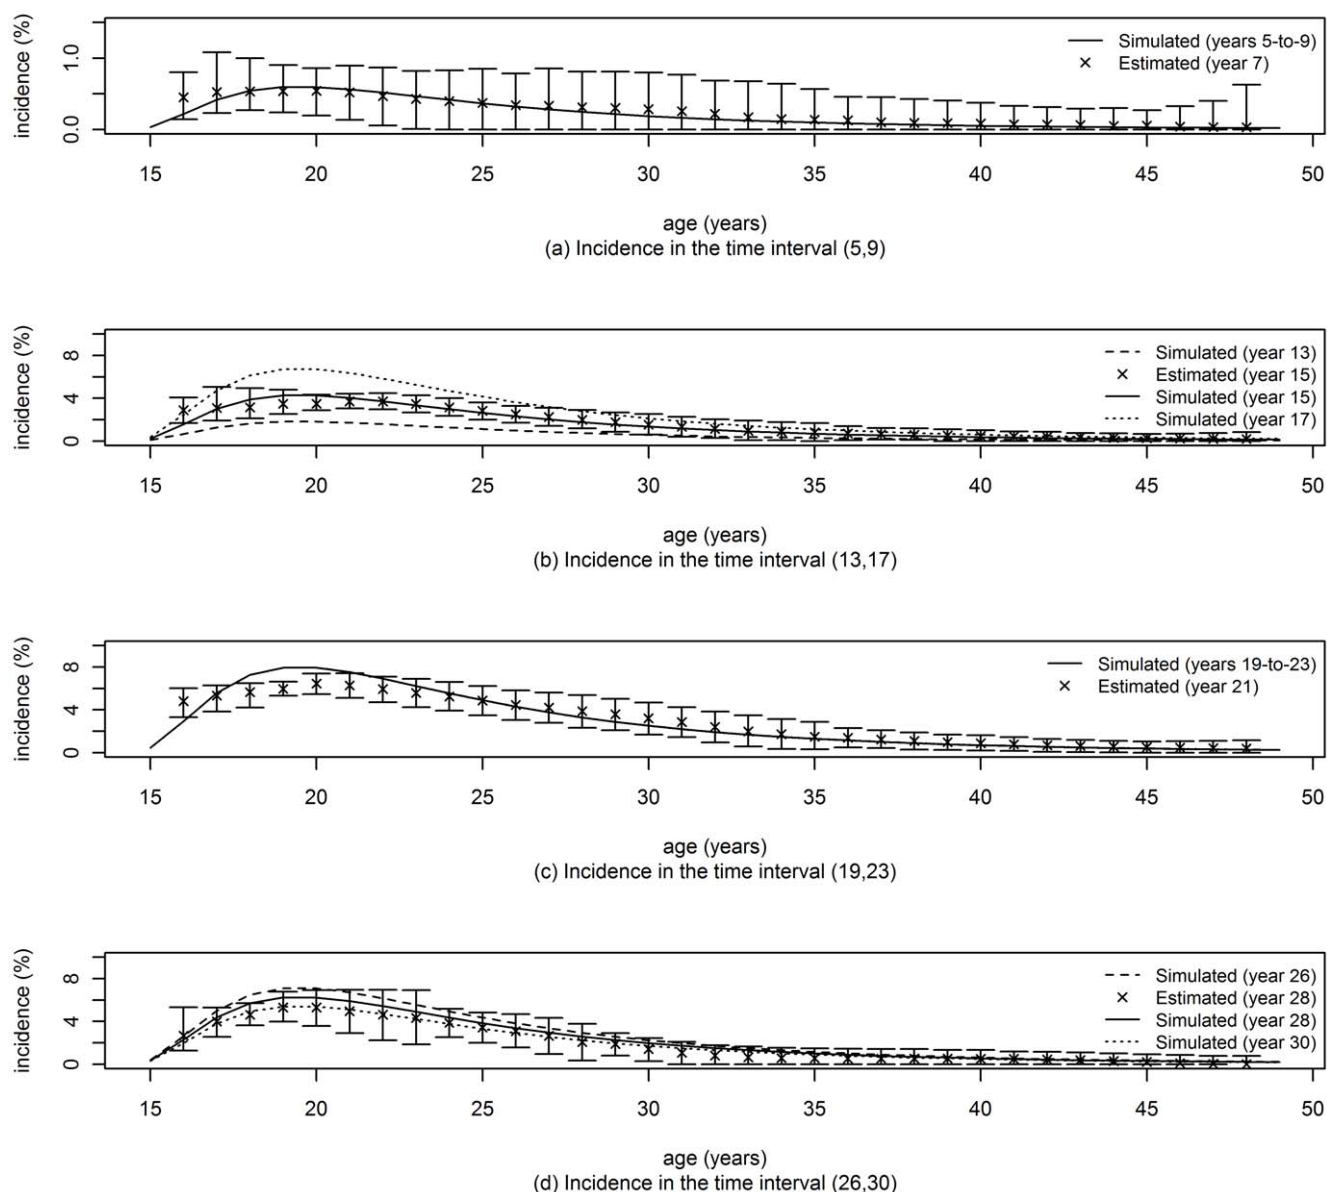 incidence (%)
1.0
0.0
Simulated (years 5-to-9)
Estimated (year 7)
15 20 25 30 35 40 45 50
age (years)
(a) Incidence in the time interval (5,9)
incidence (%)
8
4
0
Simulated (year 13)
Estimated (year 15)
Simulated (year 15)
Simulated (year 17)
15 20 25 30 35 40 45 50
age (years)
(b) Incidence in the time interval (13,17)
incidence (%)
8
4
0
Simulated (years 19-to-23)
Estimated (year 21)
15 20 25 30 35 40 45 50
age (years)
(c) Incidence in the time interval (19,23)
incidence (%)
8
4
0
Simulated (year 26)
Estimated (year 28)
Simulated (year 28)
Simulated (year 30)
15 20 25 30 35 40 45 50
age (years)
(d) Incidence in the time interval (26,30)